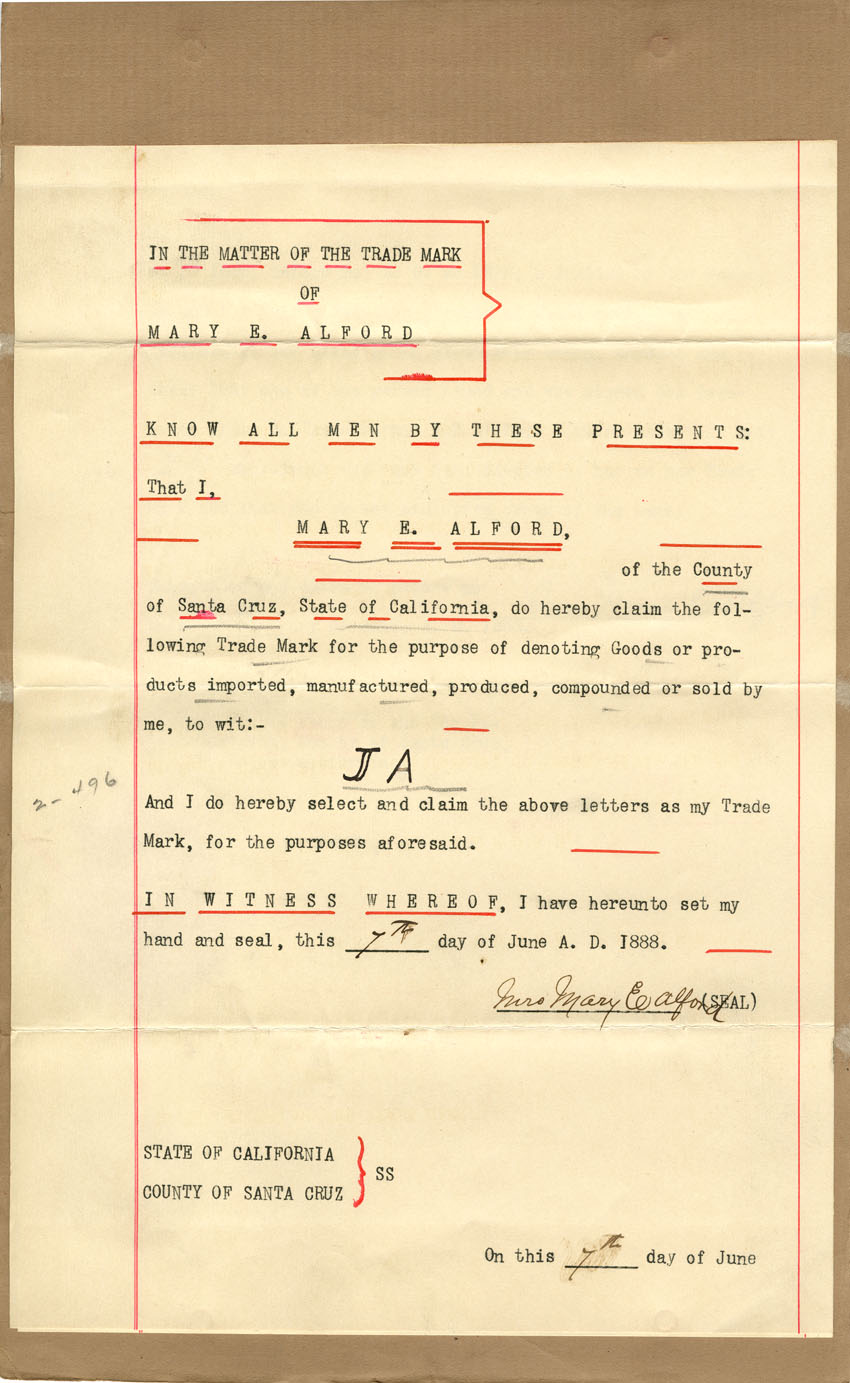 IN THE MATTER OF THE TRADE MARK
OF
MARY E. ALFORD
KNOW ALL MEN BY THESE PRESENTS:
That I,
MARY E. ALFORD,
of the County
of Santa Cruz, State of California, do hereby claim the fol-
lowing Trade Mark for the purpose of denoting Goods or pro-
ducts imported, manufactured, produced, compounded or sold by
me, to wit:-
A
2-496
And I do hereby select and claim the above letters as my Trade
Mark, for the purposes aforesaid.
IN WITNESS WHEREOF, I have hereunto set my
hand and seal, this 7th day of June A. D. 1888.
Mrs Mary E Alford (SEAL)
STATE OF CALIFORNIA
COUNTY OF SANTA CRUZ
SS
On this 7th day of June